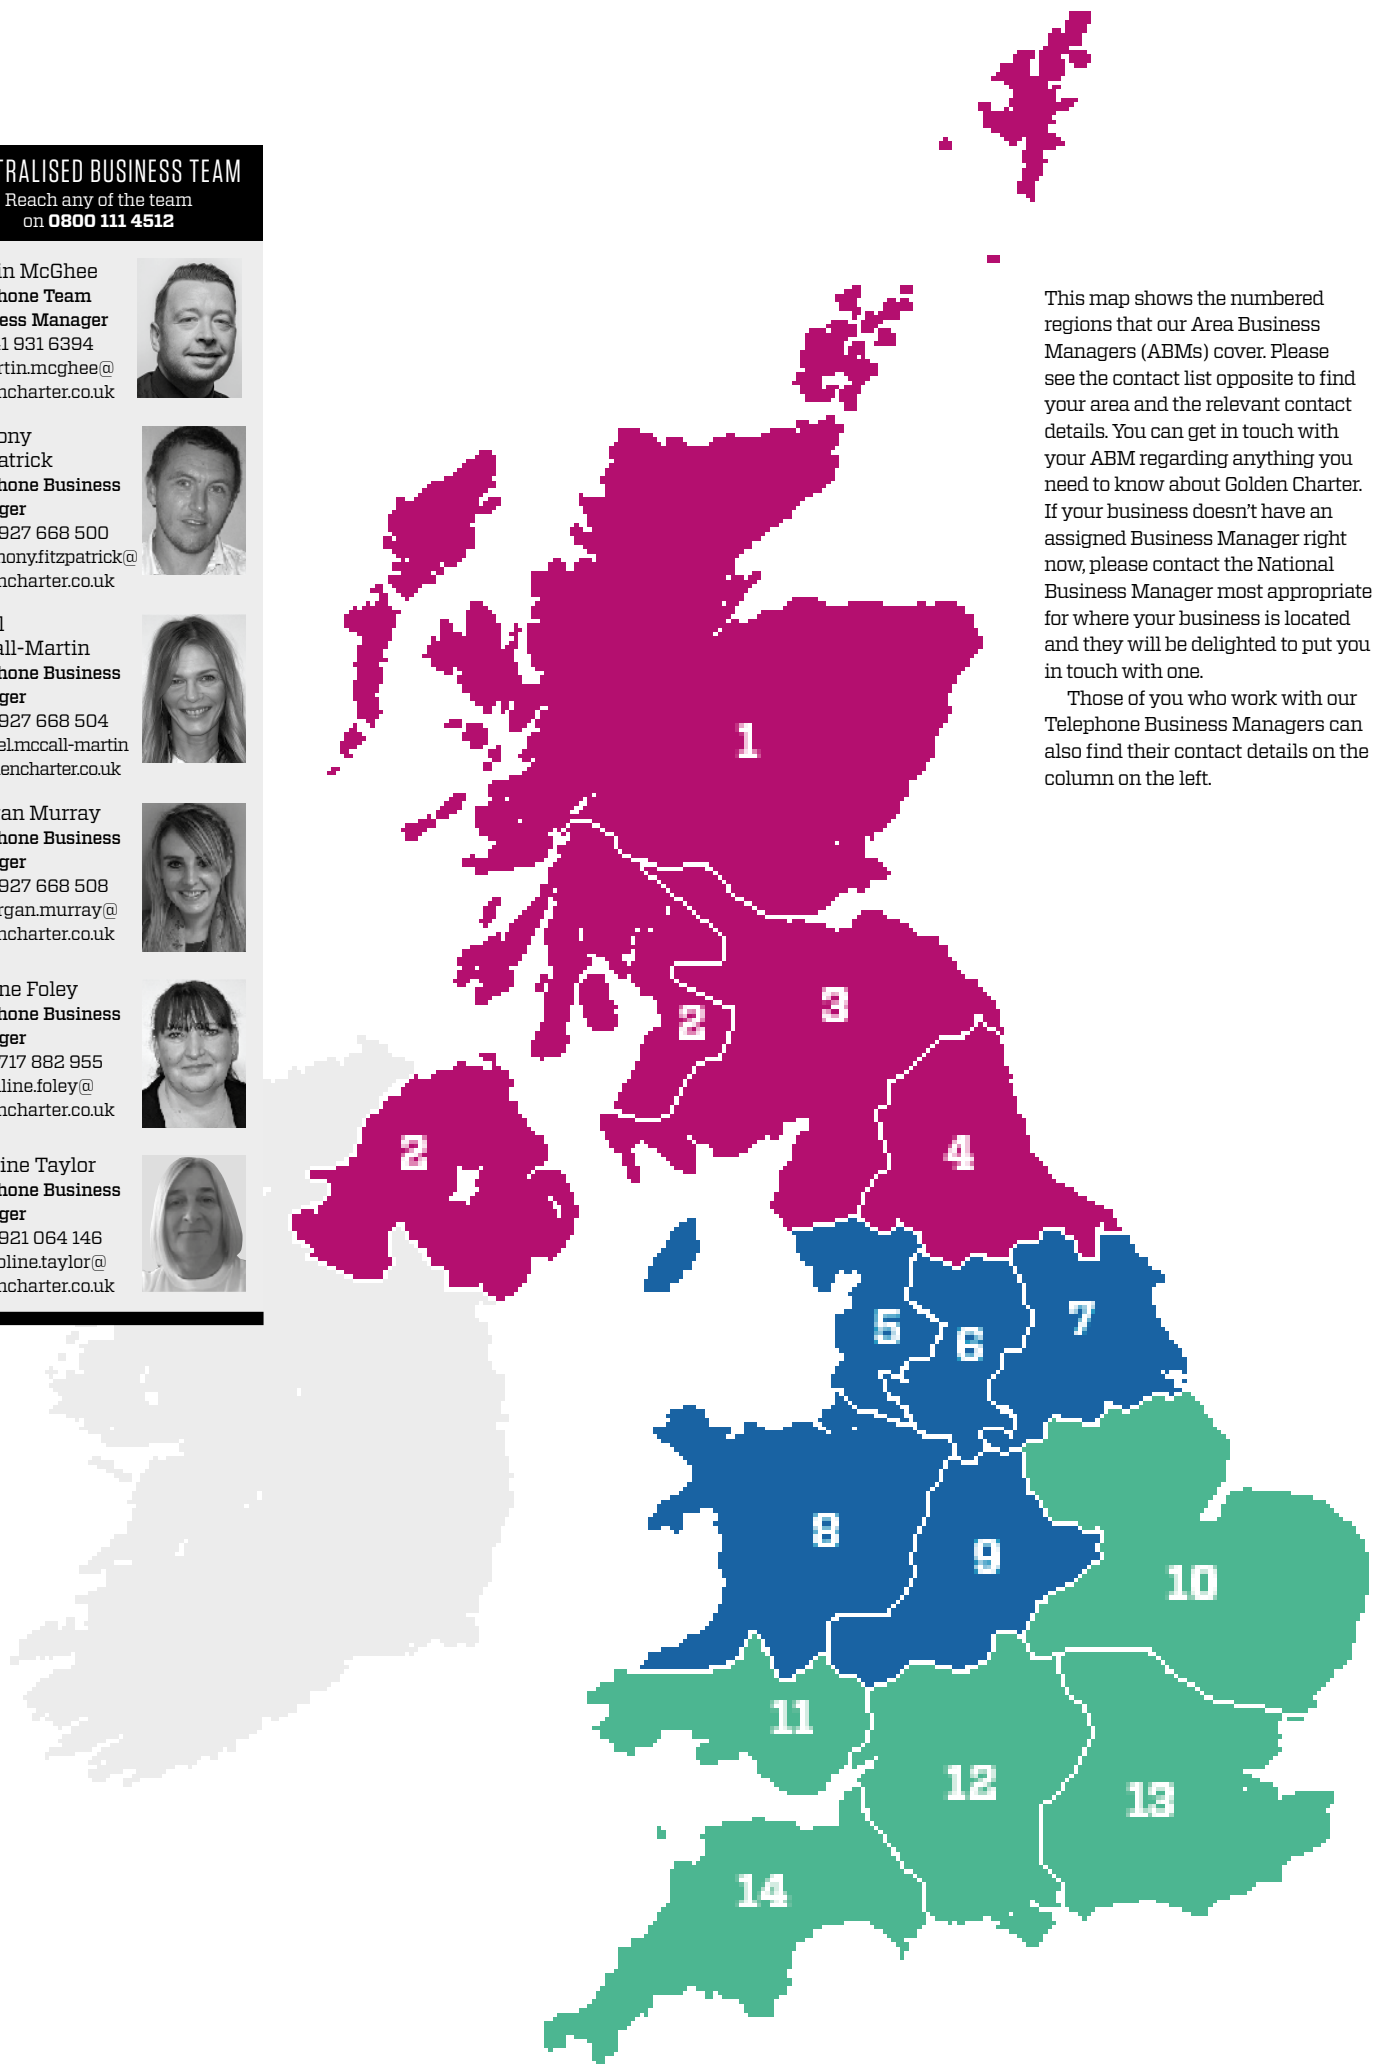 TRALISED BUSINESS TEAM
Reach any of the team
on 0800 111 4512
in McGhee
hone Team
ess Manager
1 931 6394
rtin.mcghee@
ncharter.co.uk
ony
atrick
hone Business
ger
927 668 500
hony.fitzpatrick@
ncharter.co.uk
l
all-Martin
hone Business
ger
927 668 504
el.mccall-martin
encharter.co.uk
an Murray
hone Business
ger
927 668 508
rgan.murray@
ncharter.co.uk
ne Foley
hone Business
ger
717 882 955
line.foley@
ncharter.co.uk
ine Taylor
hone Business
ger
921 064 146
oline.taylor@
ncharter.co.uk
This map shows the numbered
regions that our Area Business
Managers (ABMs) cover. Please
see the contact list opposite to find
your area and the relevant contact
details. You can get in touch with
your ABM regarding anything you
need to know about Golden Charter.
If your business doesn't have an
assigned Business Manager right
now, please contact the National
Business Manager most appropriate
for where your business is located
and they will be delighted to put you
in touch with one.
Those of you who work with our
Telephone Business Managers can
also find their contact details on the
column on the left.
1
2
3
2
4
5
6
7
8
9
10
11
12
13
14